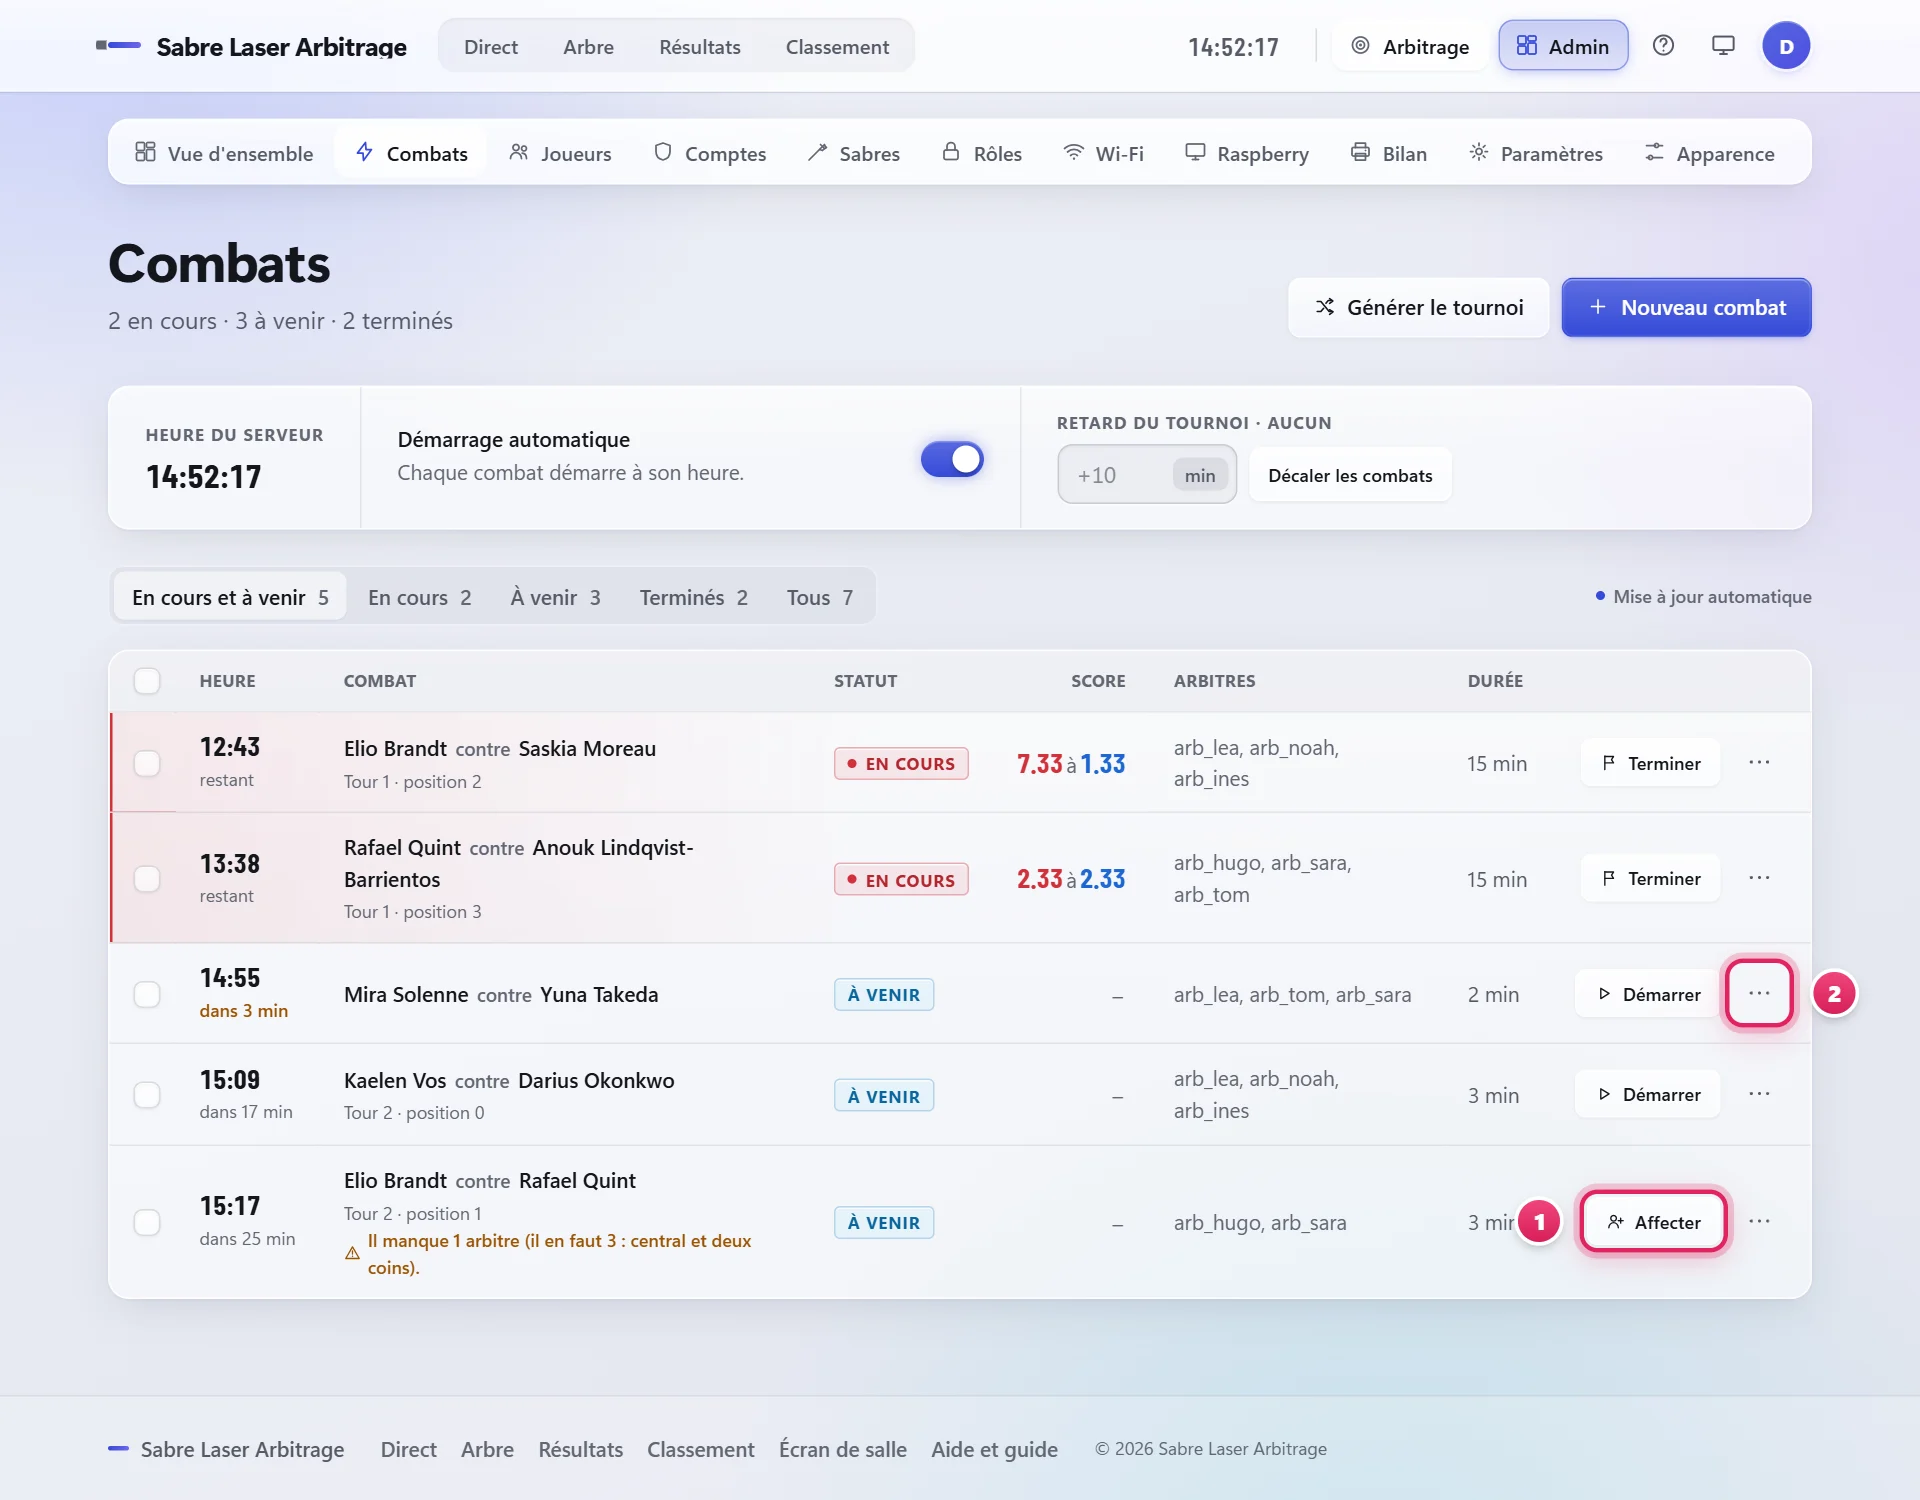 Sabre Laser Arbitrage
Direct
Arbre
Résultats
Classement
14:52:17
Arbitrage
Admin
D
Vue d'ensemble
Combats
Joueurs
Comptes
Sabres
Rôles
Wi-Fi
Raspberry
Bilan
Paramètres
Apparence
Combats
2 en cours · 3 à venir · 2 terminés
Générer le tournoi
Nouveau combat
HEURE DU SERVEUR
14:52:17
Démarrage automatique
Chaque combat démarre à son heure.
RETARD DU TOURNOI · AUCUN
+10 min
Décaler les combats
En cours et à venir 5
En cours 2
À venir 3
Terminés 2
Tous 7
Mise à jour automatique
HEURE COMBAT STATUT SCORE ARBITRES DURÉE
12:43
restant
Elio Brandt contre Saskia Moreau
Tour 1 · position 2
EN COURS
7.33 à 1.33
arb_lea, arb_noah,
arb_ines
15 min
Terminer
13:38
restant
Rafael Quint contre Anouk Lindqvist-
Barrientos
Tour 1 · position 3
EN COURS
2.33 à 2.33
arb_hugo, arb_sara,
arb_tom
15 min
Terminer
14:55
dans 3 min
Mira Solenne contre Yuna Takeda
À VENIR
–
arb_lea, arb_tom, arb_sara
2 min
Démarrer
2
15:09
dans 17 min
Kaelen Vos contre Darius Okonkwo
Tour 2 · position 0
À VENIR
–
arb_lea, arb_noah,
arb_ines
3 min
Démarrer
15:17
dans 25 min
Elio Brandt contre Rafael Quint
Tour 2 · position 1
Il manque 1 arbitre (il en faut 3 : central et deux
coins).
À VENIR
–
arb_hugo, arb_sara
3 min
1
Affecter
Sabre Laser Arbitrage
Direct
Arbre
Résultats
Classement
Écran de salle
Aide et guide
© 2026 Sabre Laser Arbitrage